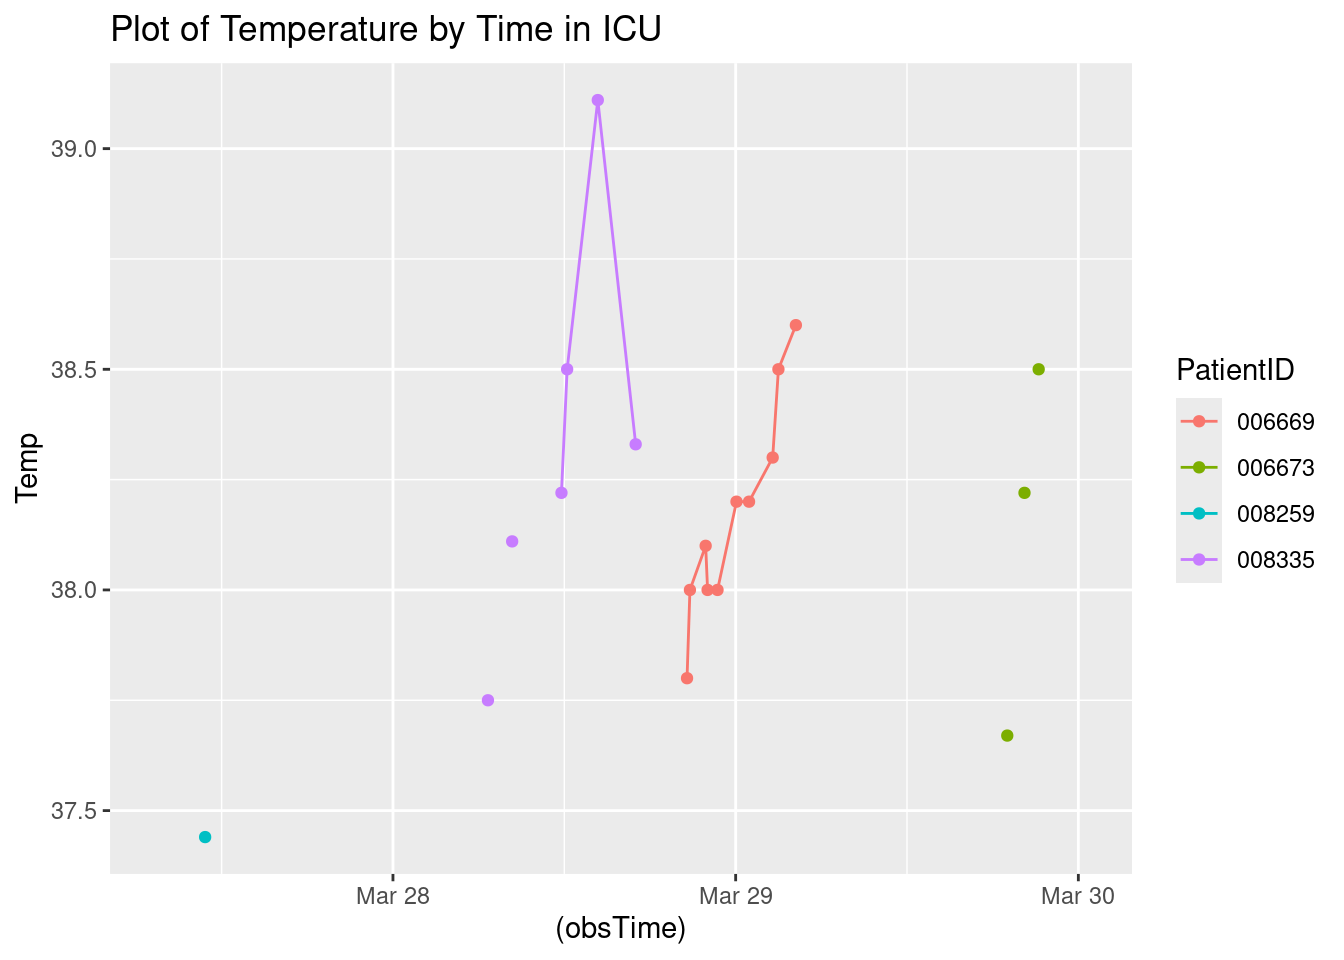 Plot of Temperature by Time in ICU
39.0
38.5
38.0
37.5
Temp
Mar 28
Mar 29
Mar 30
(obsTime)
PatientID
006669
006673
008259
008335